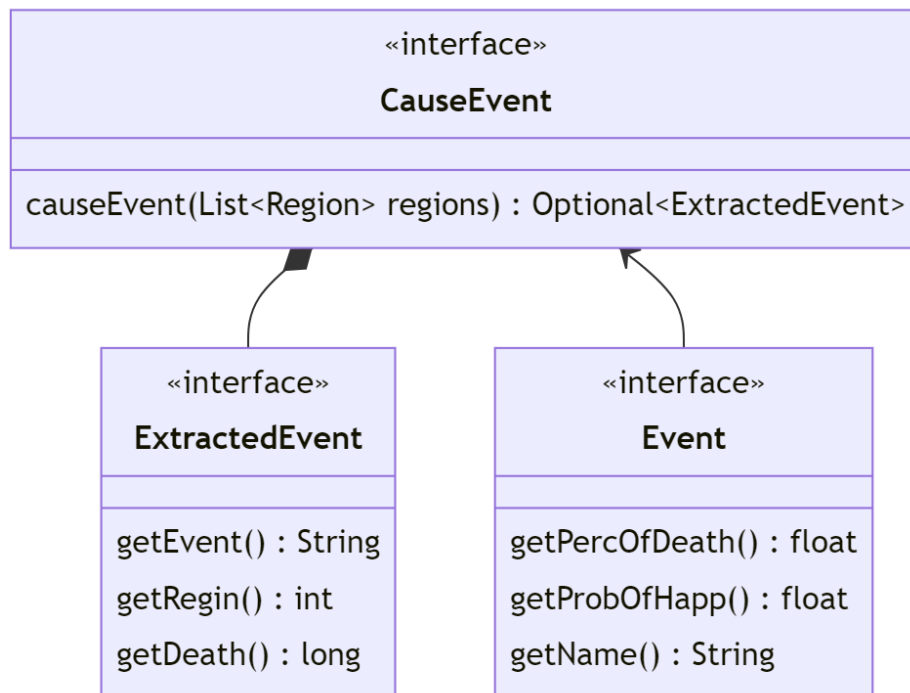 «interface»
CauseEvent
causeEvent(List<Region> regions) : Optional<ExtractedEvent>
«interface»
ExtractedEvent
getEvent() : String
getRegin() : int
getDeath() : long
«interface»
Event
getPercOfDeath() : float
getProbOfHapp() : float
getName() : String